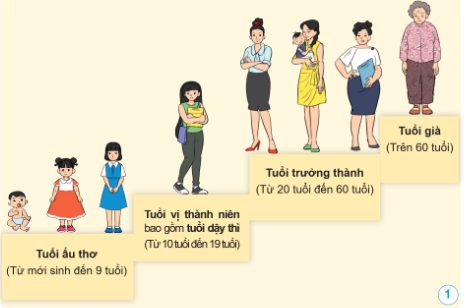 Tuổi ấu thơ
(Từ mới sinh đến 9 tuổi)
Tuổi vị thành niên
bao gồm tuổi dậy thì
(Từ 10 tuổi đến 19 tuổi)
Tuổi trưởng thành
(Từ 20 tuổi đến 60 tuổi)
Tuổi già
(Trên 60 tuổi)
1